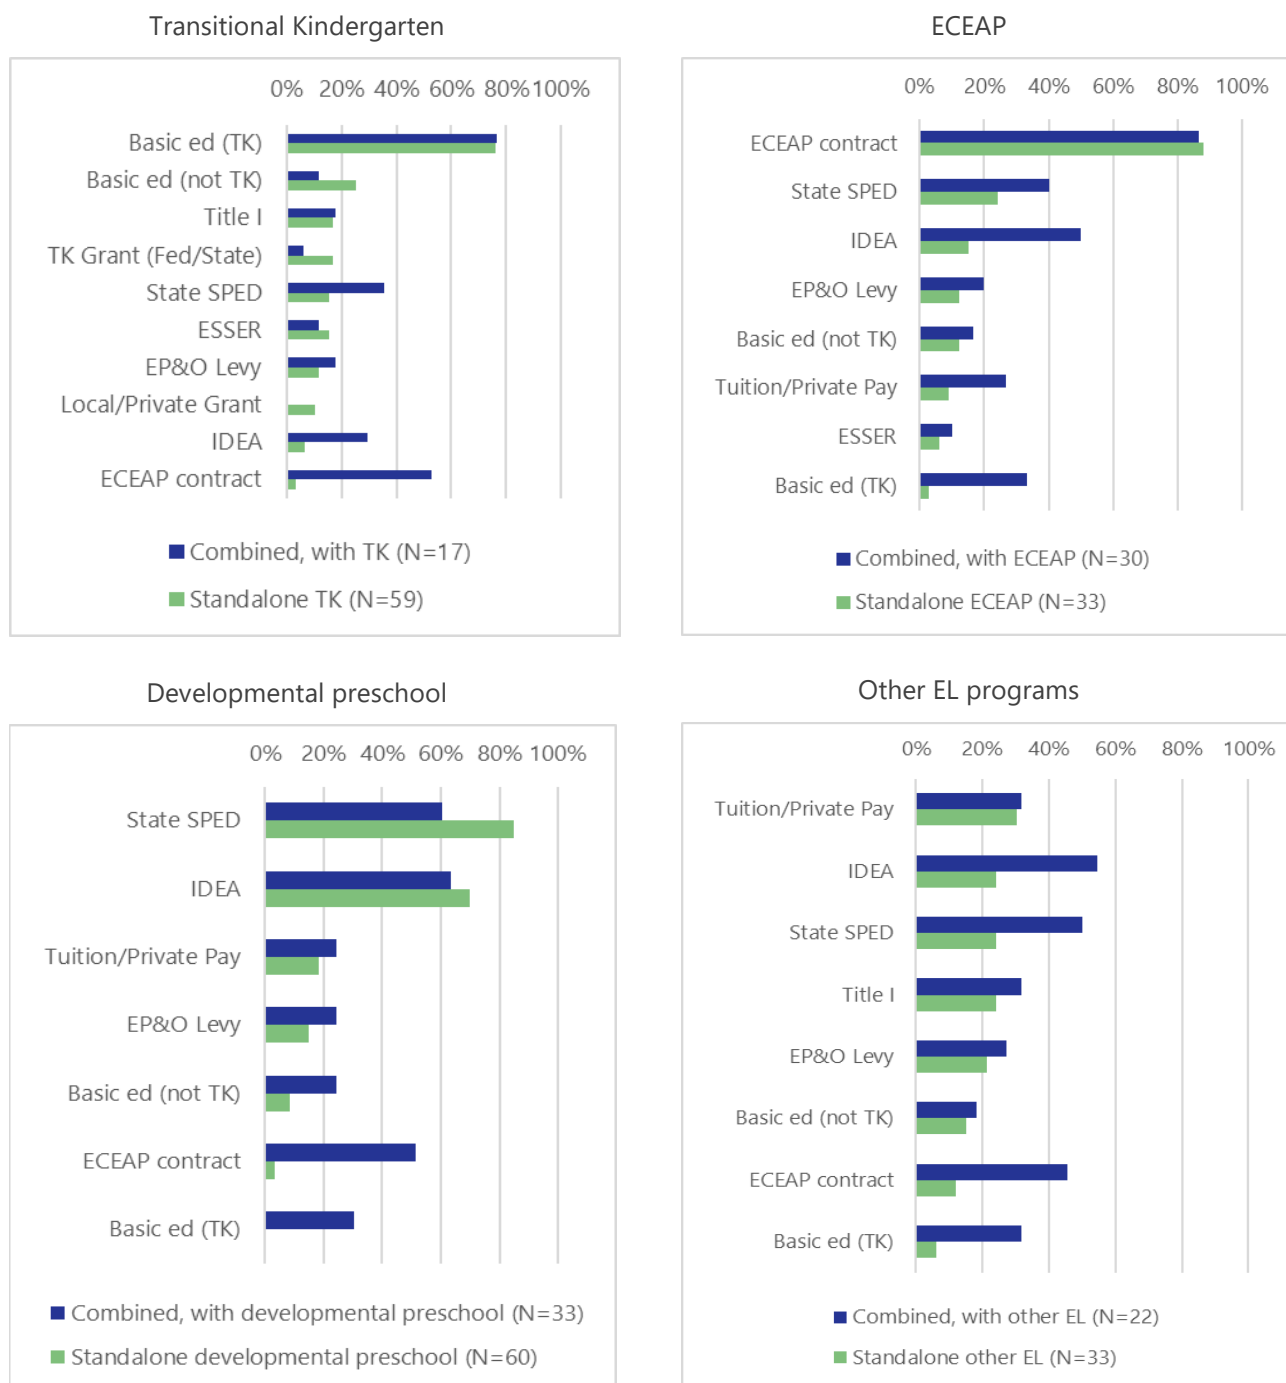 Transitional Kindergarten
0% 20% 40% 60% 80% 100%
Basic ed (TK)
Basic ed (not TK)
Title I
TK Grant (Fed/State)
State SPED
ESSER
EP&O Levy
Local/Private Grant
IDEA
ECEAP contract
Combined, with TK (N=17)
Standalone TK (N=59)
ECEAP
0% 20% 40% 60% 80% 100%
ECEAP contract
State SPED
IDEA
EP&O Levy
Basic ed (not TK)
Tuition/Private Pay
ESSER
Basic ed (TK)
Combined, with ECEAP (N=30)
Standalone ECEAP (N=33)
Developmental preschool
0% 20% 40% 60% 80% 100%
State SPED
IDEA
Tuition/Private Pay
EP&O Levy
Basic ed (not TK)
ECEAP contract
Basic ed (TK)
Combined, with developmental preschool (N=33)
Standalone developmental preschool (N=60)
Other EL programs
0% 20% 40% 60% 80% 100%
Tuition/Private Pay
IDEA
State SPED
Title I
EP&O Levy
Basic ed (not TK)
ECEAP contract
Basic ed (TK)
Combined, with other EL (N=22)
Standalone other EL (N=33)